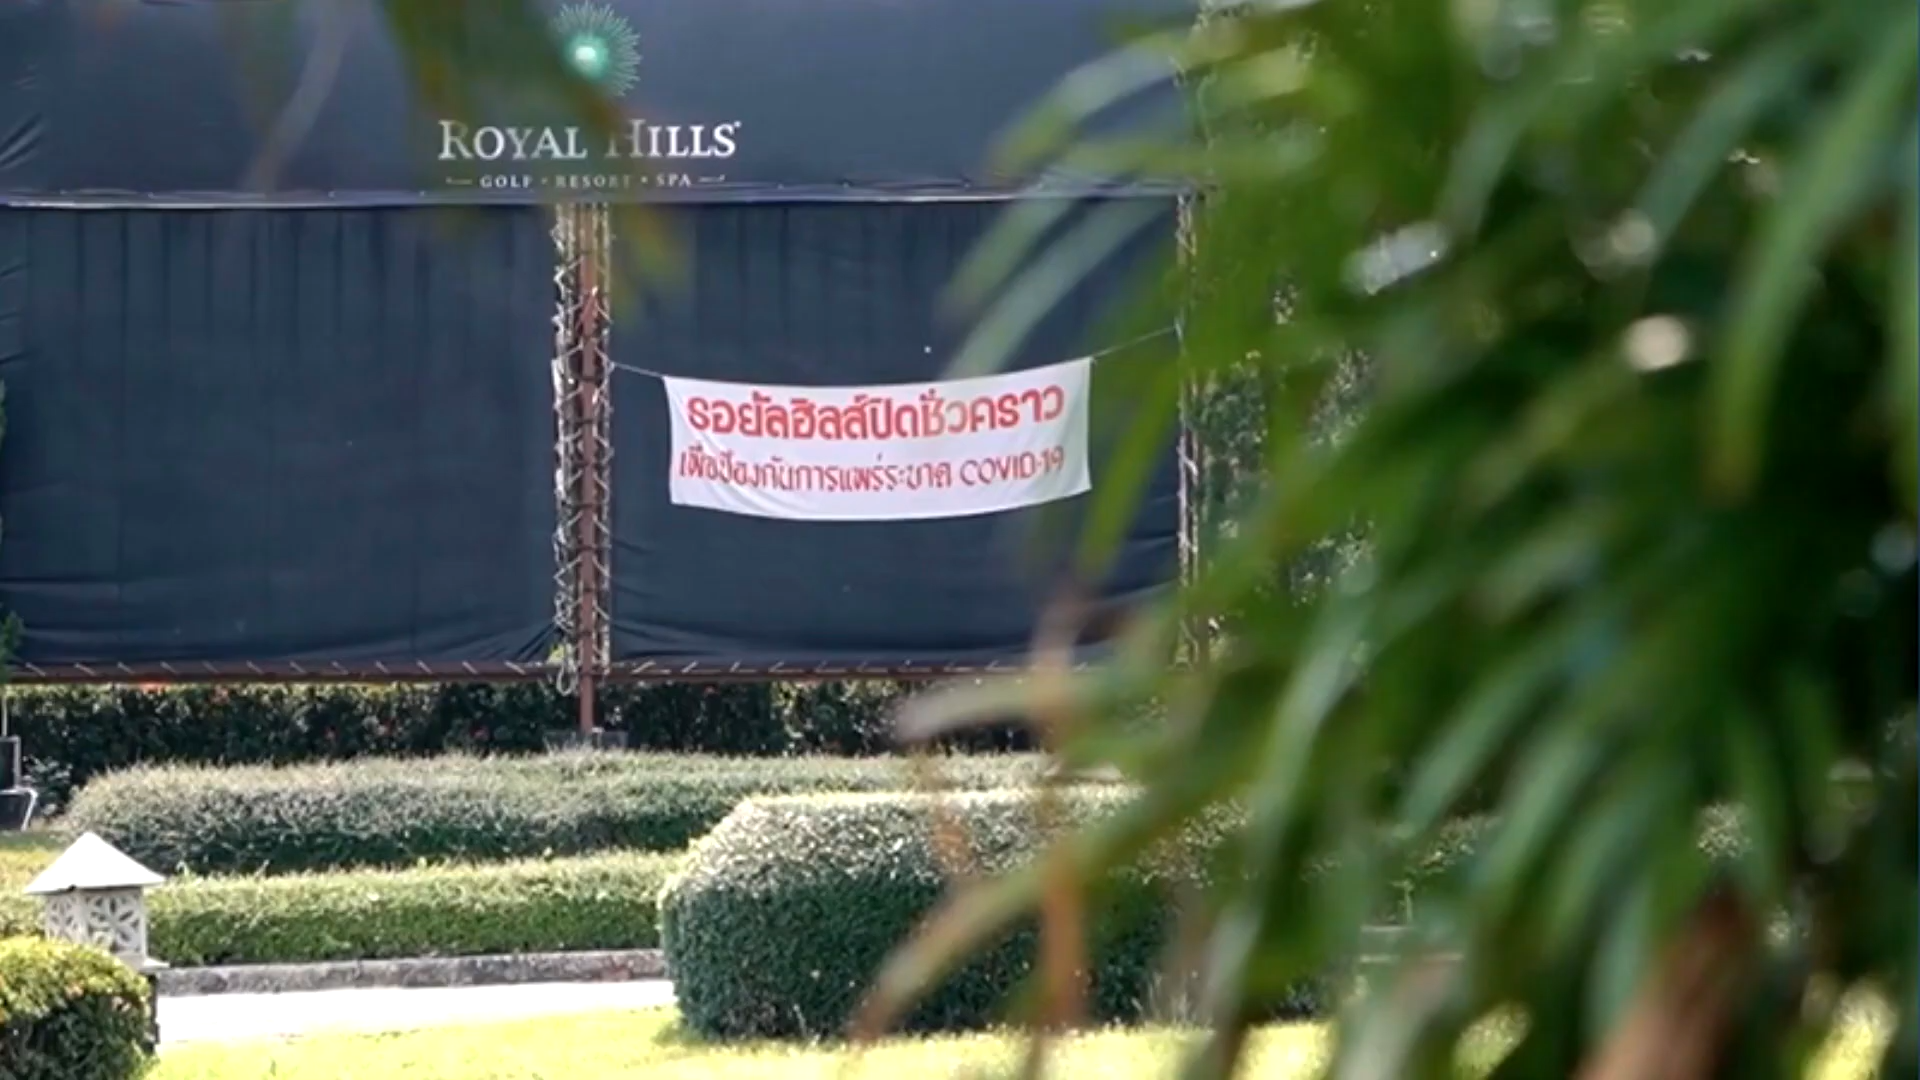 ROYAL HILLS
GOLF • RESORT • SPA
รอยัลฮิลส์ปิดชั่วคราว
เพื่อป้องกันการแพร่ระบาด COVID-19